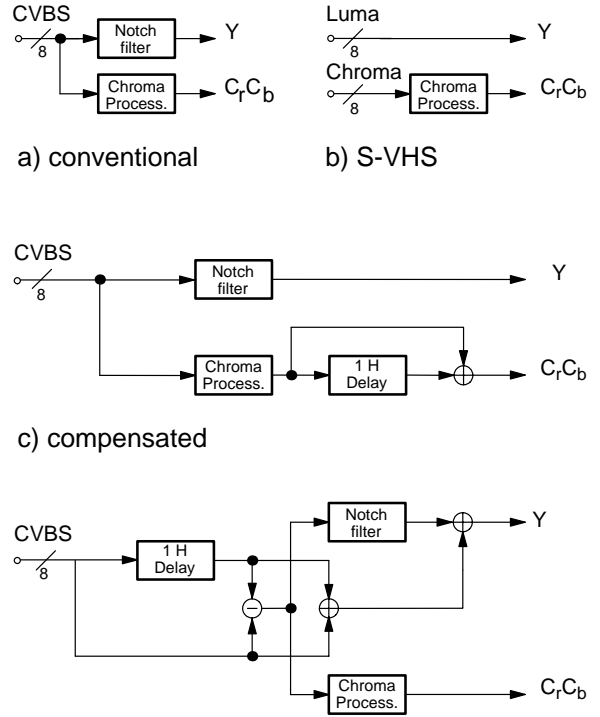 CVBS
8
Notch
filter
Y
Chroma
Process.
CrCb
a) conventional
Luma
8
Y
Chroma
8
Chroma
Process.
CrCb
b) S-VHS
CVBS
8
Notch
filter
Y
Chroma
Process.
1 H
Delay
CrCb
c) compensated
CVBS
8
1 H
Delay
Notch
filter
Y
Chroma
Process.
CrCb